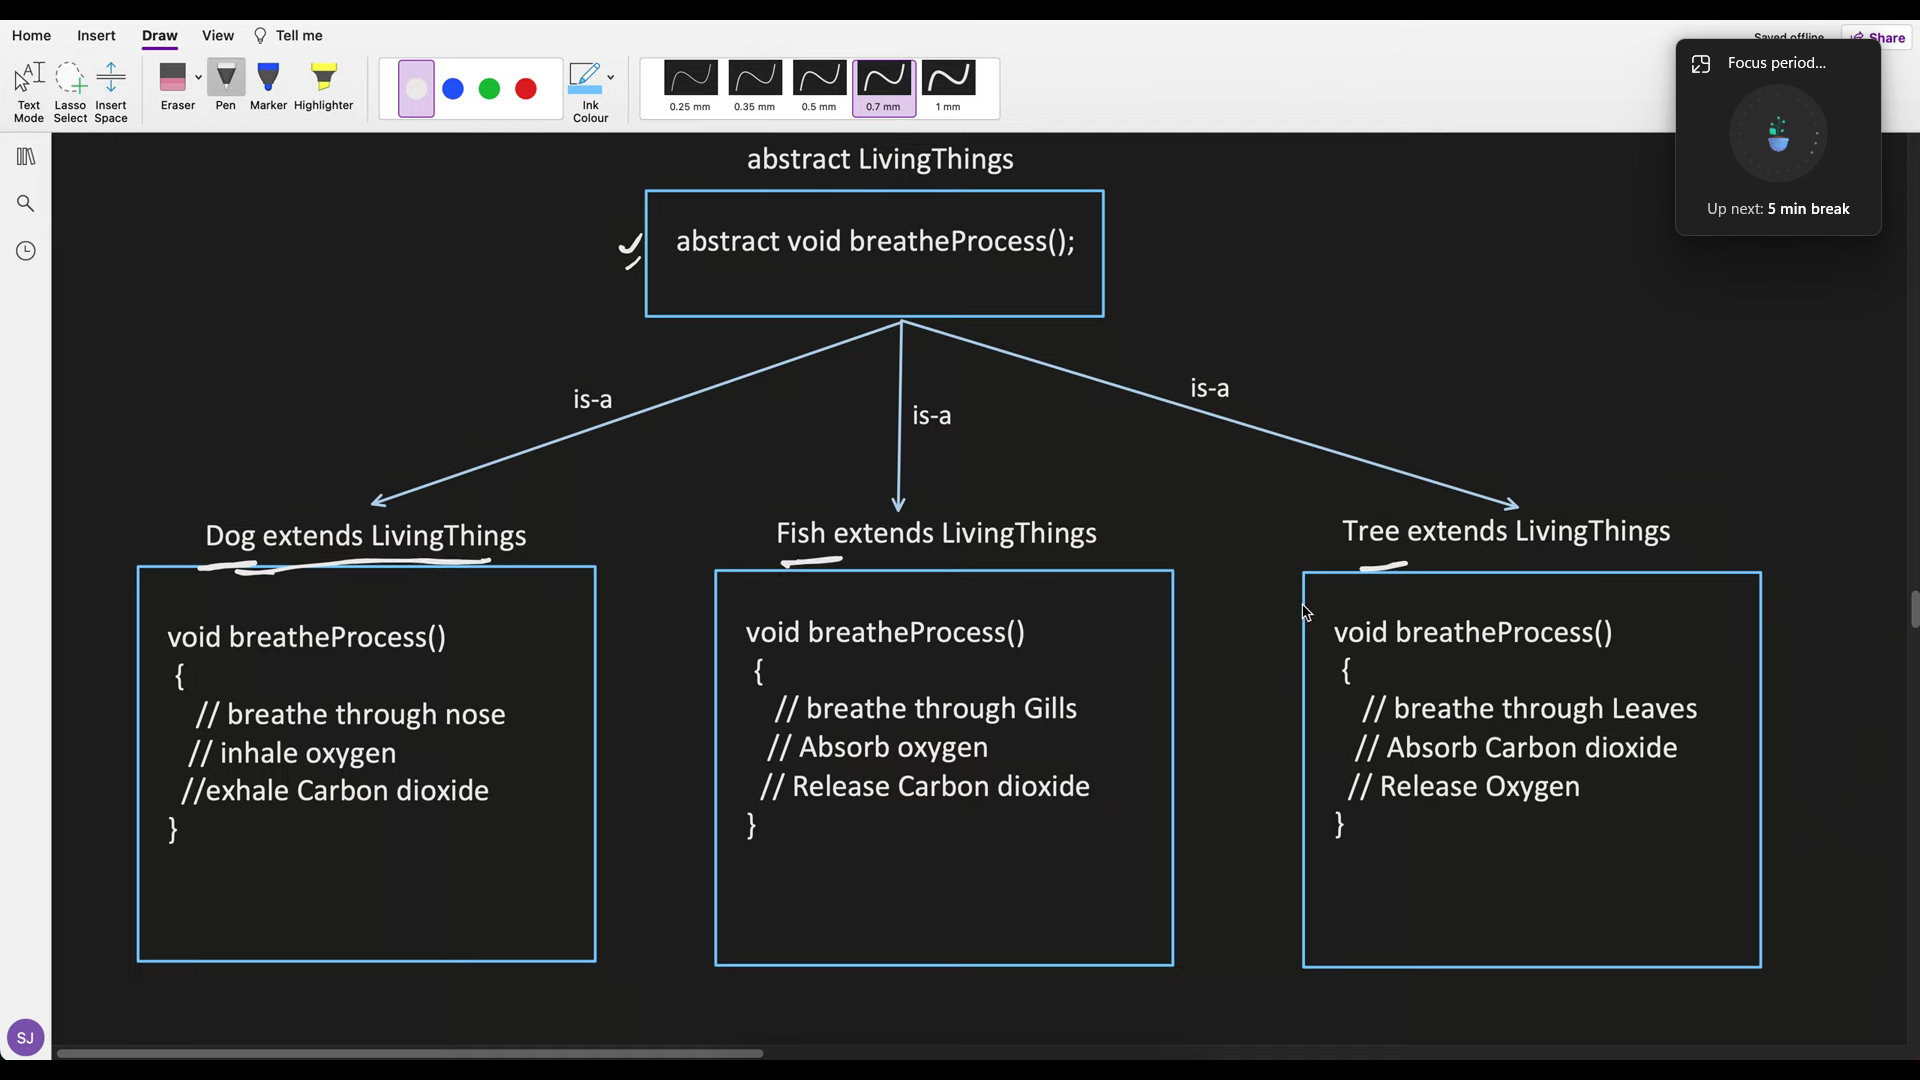 Home Insert Draw View Tell me
Share
Focus period...
Text Mode
Lasso Select
Insert Space
Eraser
Pen
Marker
Highlighter
Ink Colour
0.25 mm
0.35 mm
0.5 mm
0.7 mm
1 mm
Up next: 5 min break
abstract LivingThings
abstract void breatheProcess();
is-a
is-a
is-a
Dog extends LivingThings
void breatheProcess()
{
// breathe through nose
// inhale oxygen
//exhale Carbon dioxide
}
Fish extends LivingThings
void breatheProcess()
{
// breathe through Gills
// Absorb oxygen
// Release Carbon dioxide
}
Tree extends LivingThings
void breatheProcess()
{
// breathe through Leaves
// Absorb Carbon dioxide
// Release Oxygen
}
SJ